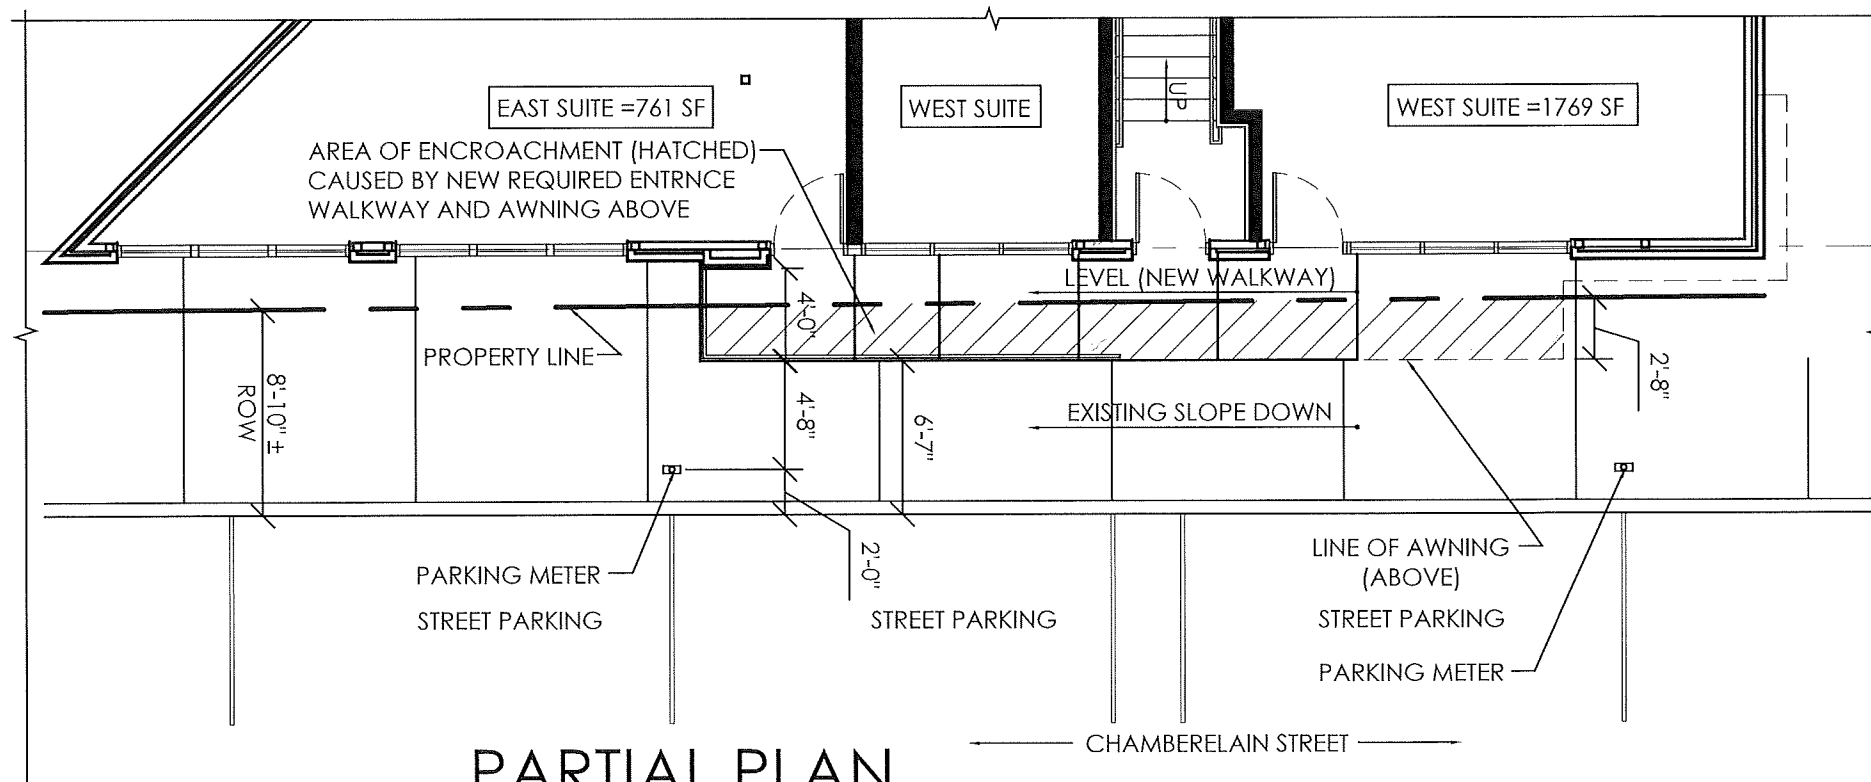 EAST SUITE =761 SF
WEST SUITE
UP
WEST SUITE =1769 SF
AREA OF ENCROACHMENT (HATCHED)
CAUSED BY NEW REQUIRED ENTRNCE
WALKWAY AND AWNING ABOVE
LEVEL (NEW WALKWAY)
4'-0"
PROPERTY LINE
8'-10" ±
ROW
4'-8"
6'-7"
EXISTING SLOPE DOWN
2'-8"
PARKING METER
2'-0"
STREET PARKING
STREET PARKING
LINE OF AWNING
(ABOVE)
STREET PARKING
PARKING METER
CHAMBERELAIN STREET
PARTIAL PLAN